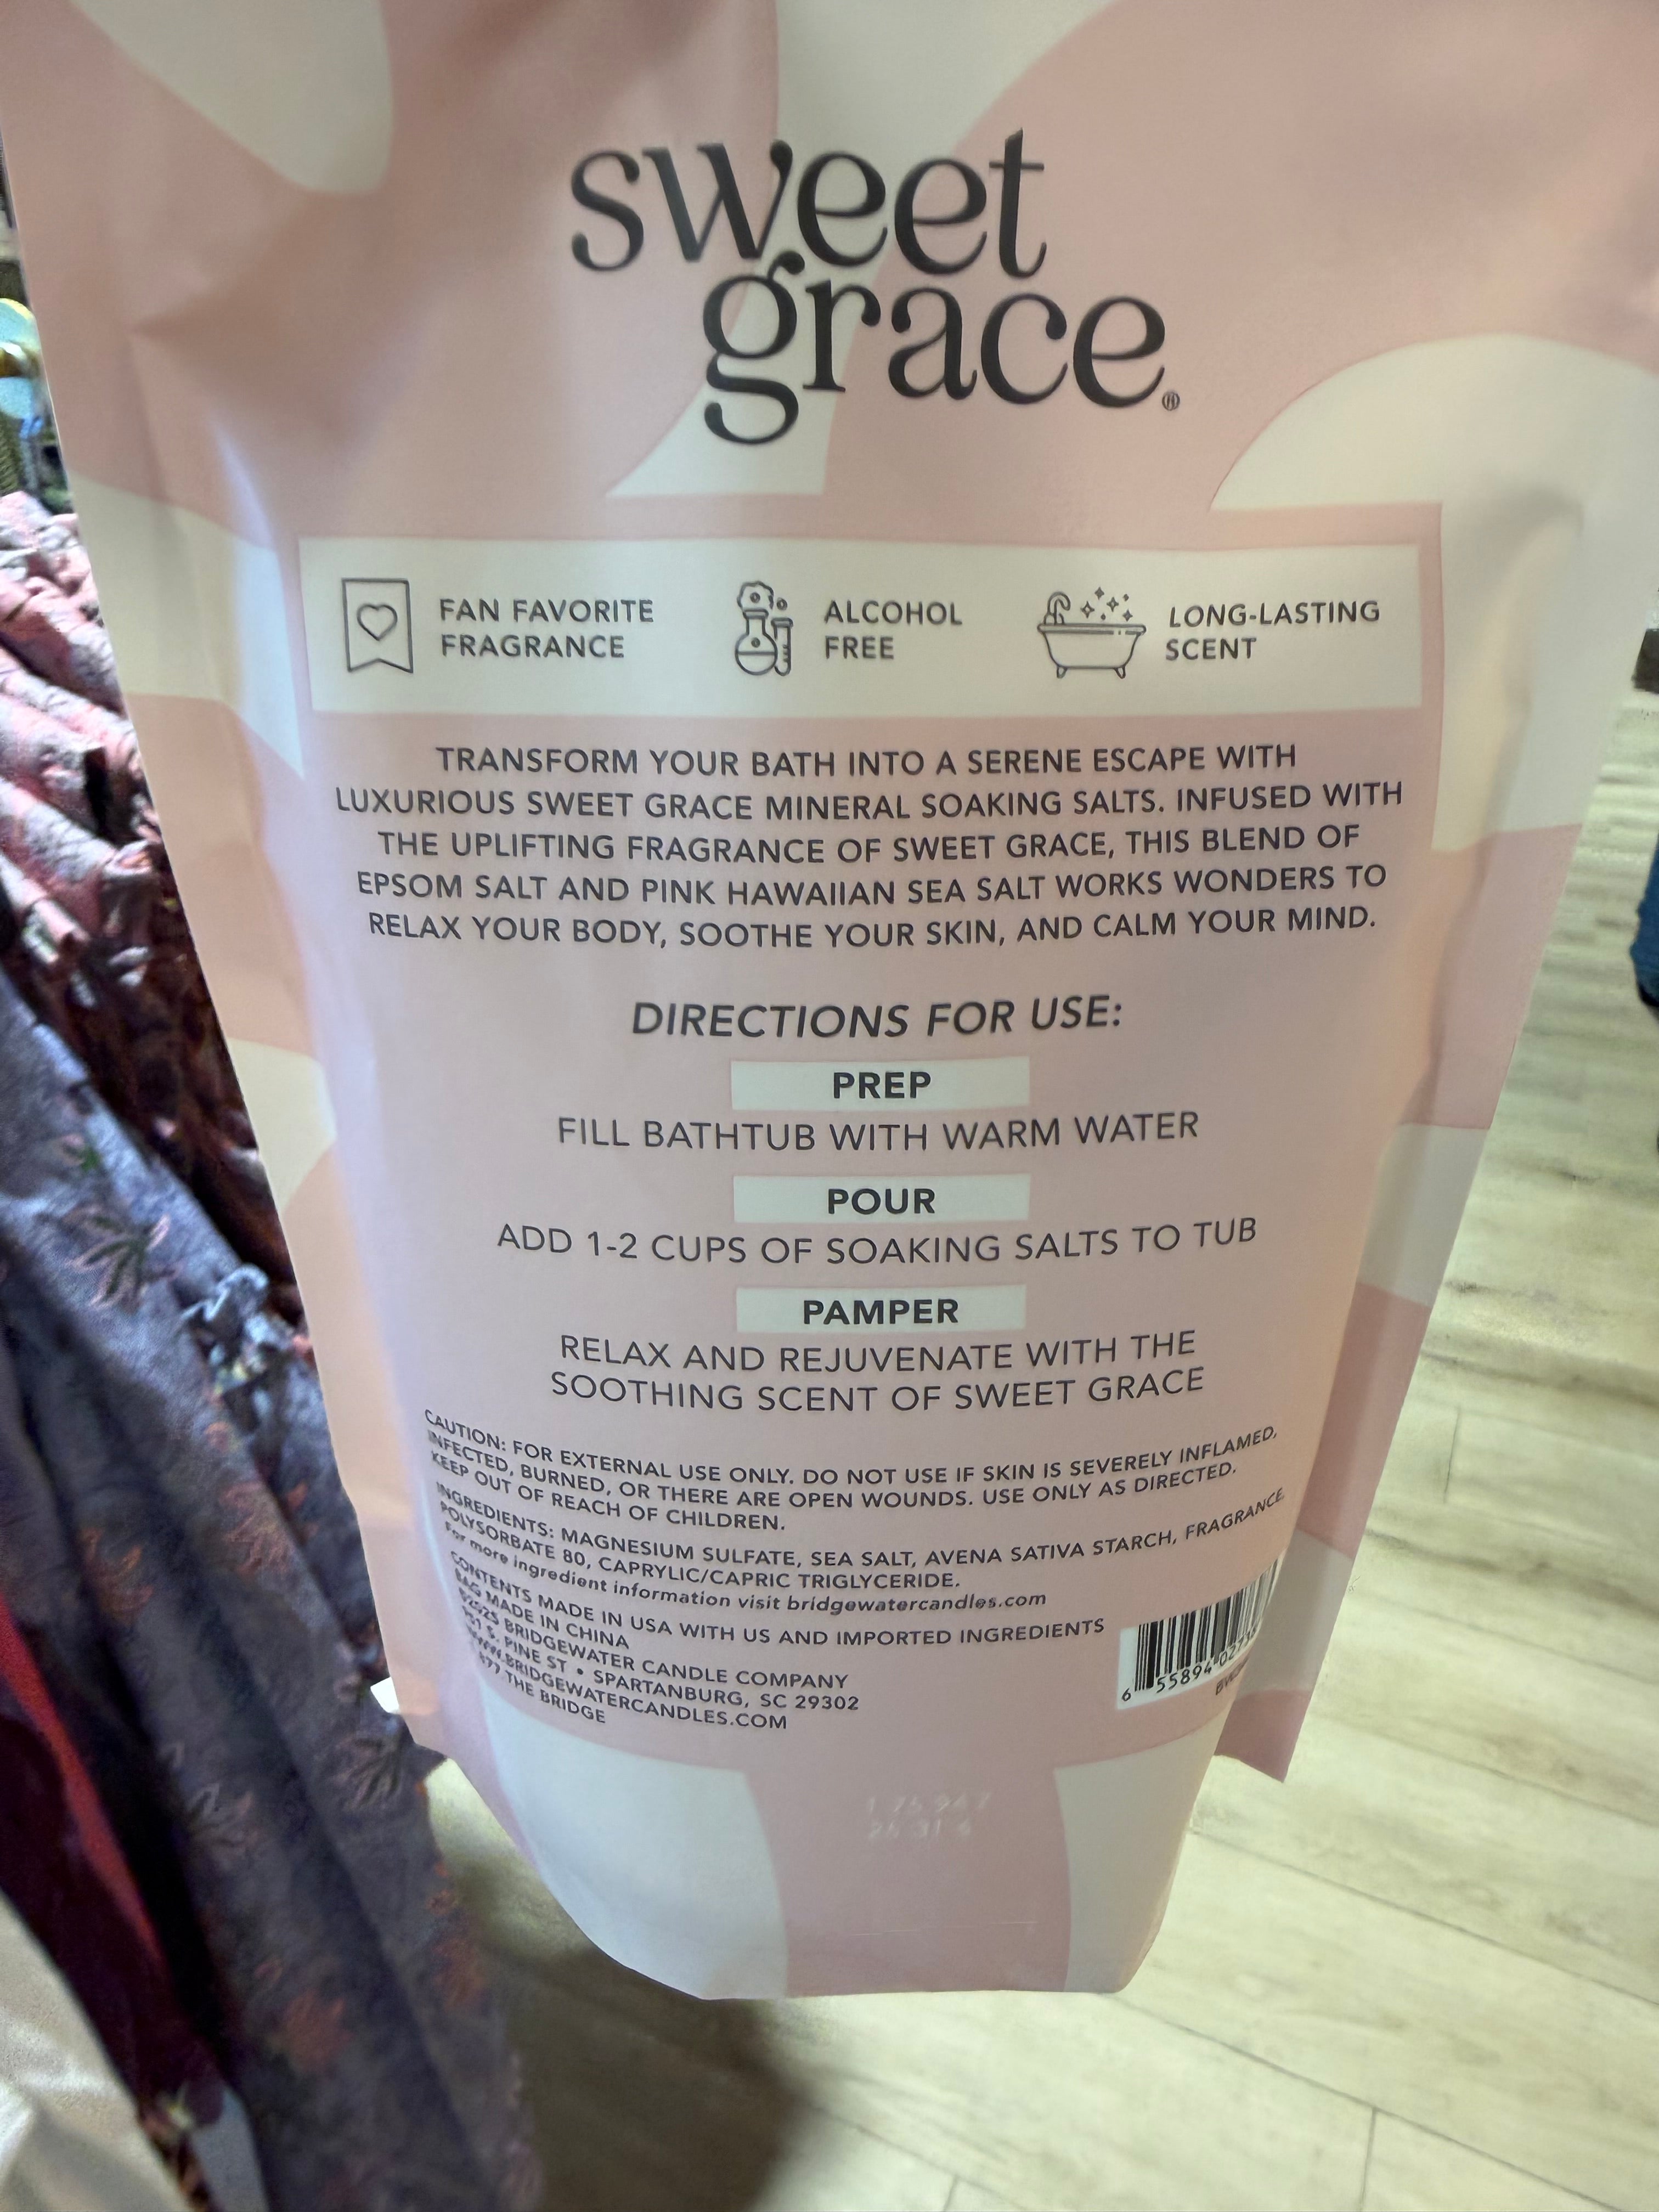 sweet
grace®
FAN FAVORITE
FRAGRANCE
ALCOHOL
FREE
LONG-LASTING
SCENT
TRANSFORM YOUR BATH INTO A SERENE ESCAPE WITH
LUXURIOUS SWEET GRACE MINERAL SOAKING SALTS. INFUSED WITH
THE UPLIFTING FRAGRANCE OF SWEET GRACE, THIS BLEND OF
EPSOM SALT AND PINK HAWAIIAN SEA SALT WORKS WONDERS TO
RELAX YOUR BODY, SOOTHE YOUR SKIN, AND CALM YOUR MIND.
DIRECTIONS FOR USE:
PREP
FILL BATHTUB WITH WARM WATER
POUR
ADD 1-2 CUPS OF SOAKING SALTS TO TUB
PAMPER
RELAX AND REJUVENATE WITH THE
SOOTHING SCENT OF SWEET GRACE
CAUTION: FOR EXTERNAL USE ONLY. DO NOT USE IF SKIN IS SEVERELY INFLAMED,
INFECTED, BURNED, OR THERE ARE OPEN WOUNDS. USE ONLY AS DIRECTED.
KEEP OUT OF REACH OF CHILDREN.
INGREDIENTS: MAGNESIUM SULFATE, SEA SALT, AVENA SATIVA STARCH, FRAGRANCE,
POLYSORBATE 80, CAPRYLIC/CAPRIC TRIGLYCERIDE.
For more ingredient information visit bridgewatercandles.com
CONTENTS MADE IN USA WITH US AND IMPORTED INGREDIENTS
BAG MADE IN CHINA
©2025 BRIDGEWATER CANDLE COMPANY
951 S. PINE ST • SPARTANBURG, SC 29302
WWW.BRIDGEWATERCANDLES.COM
877 THE BRIDGE
6 55894